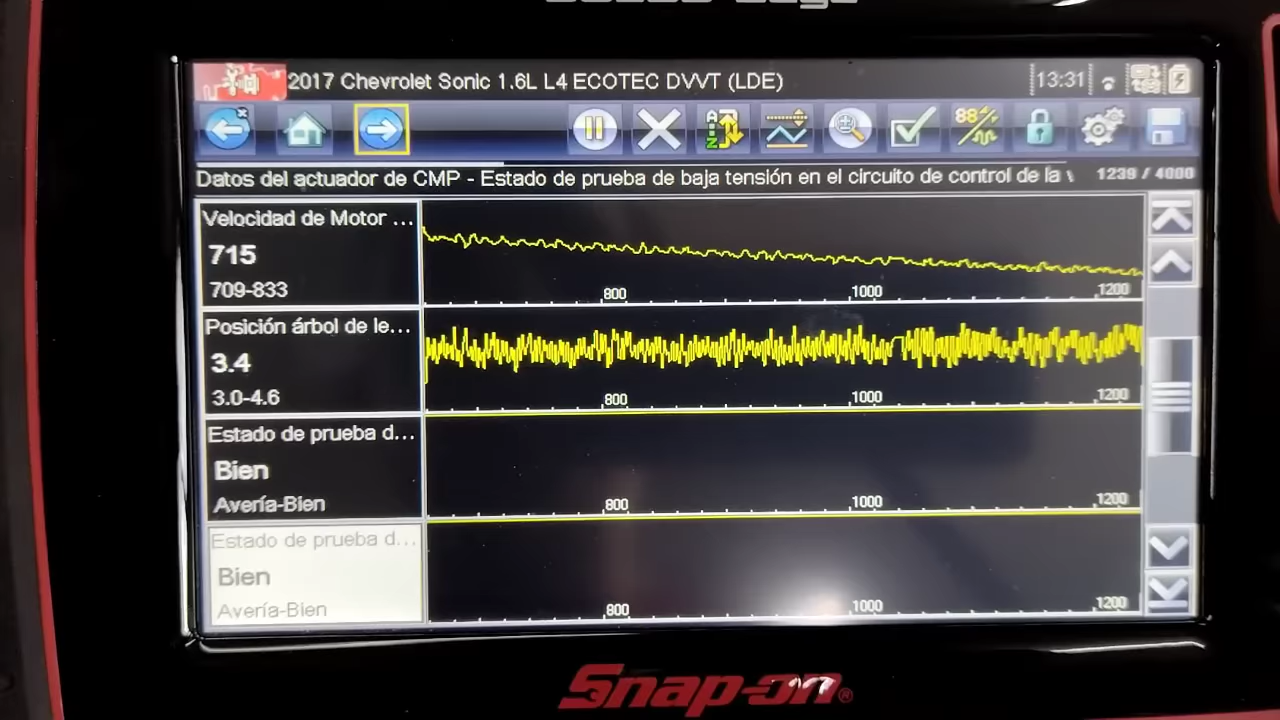 2017 Chevrolet Sonic 1.6L L4 ECOTEC DVVT (LDE)
13:31
Datos del actuador de CMP - Estado de prueba de baja tensión en el circuito de control de la v
1239 / 4000
Velocidad de Motor ...
715
709-833
800 1000 1200
Posición árbol de le...
3.4
3.0-4.6
800 1000 1200
Estado de prueba d...
Bien
Avería-Bien
800 1000 1200
Estado de prueba d...
Bien
Avería-Bien
800 1000 1200
Snap-on®